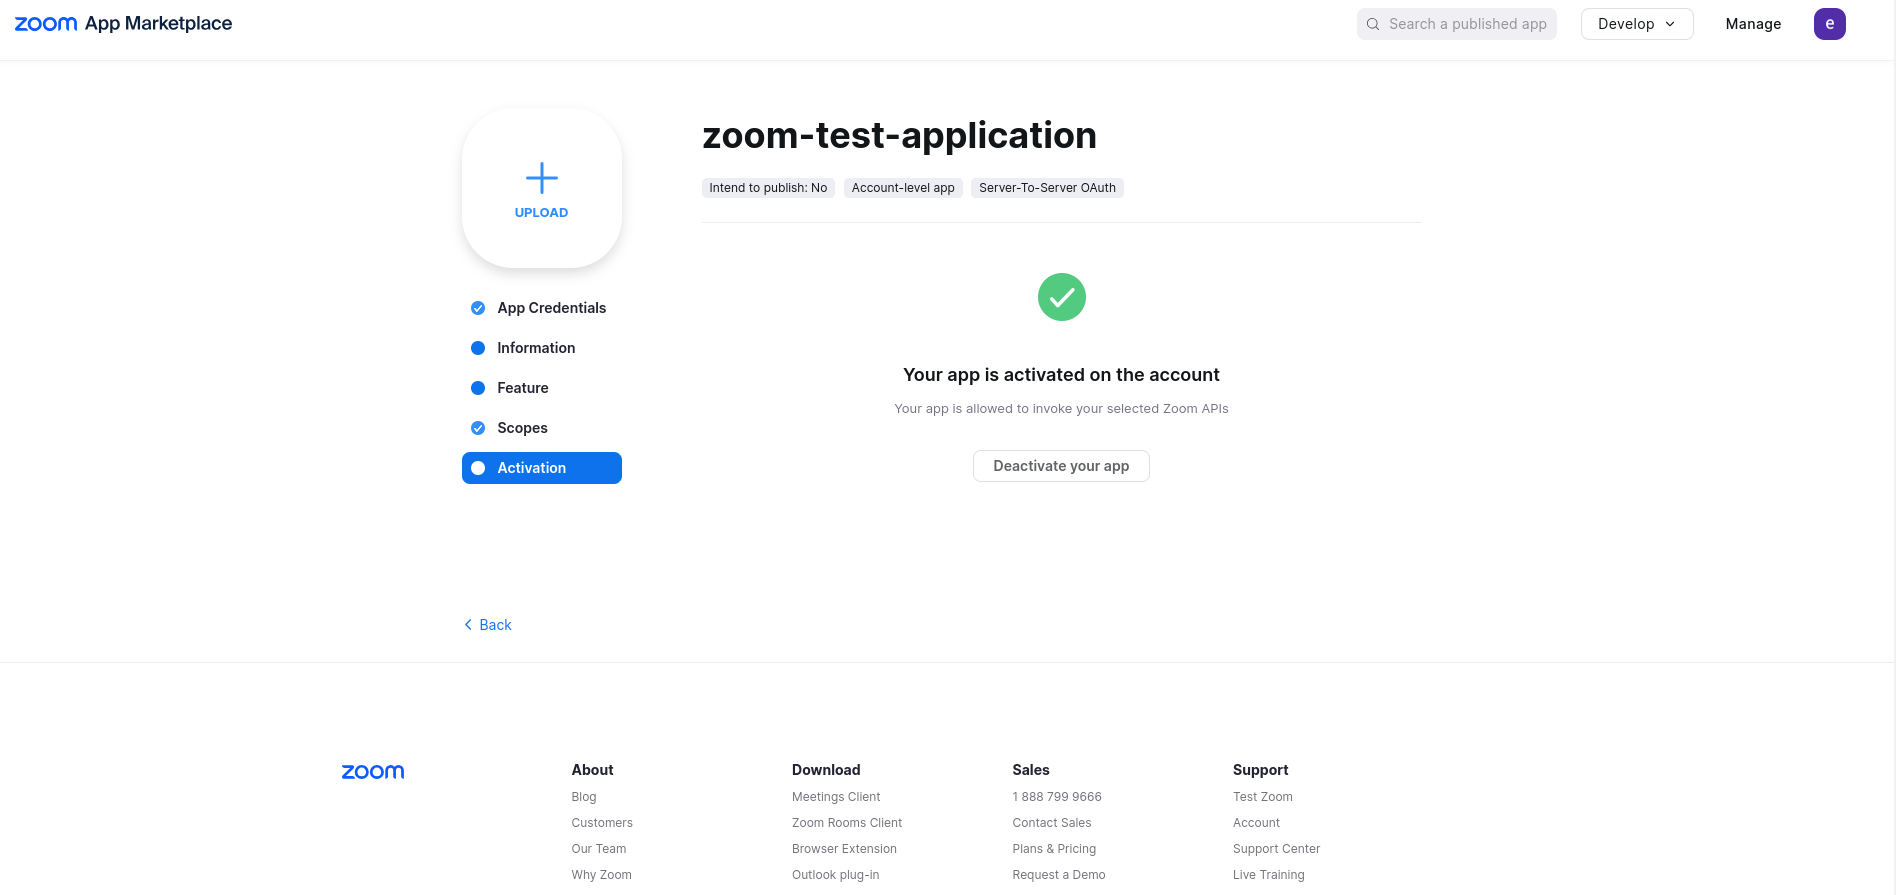 zoom App Marketplace
Search a published app
Develop
Manage
e
UPLOAD
zoom-test-application
Intend to publish: No
Account-level app
Server-To-Server OAuth
App Credentials
Information
Feature
Scopes
Activation
Your app is activated on the account
Your app is allowed to invoke your selected Zoom APIs
Deactivate your app
Back
zoom
About
Blog
Customers
Our Team
Why Zoom
Download
Meetings Client
Zoom Rooms Client
Browser Extension
Outlook plug-in
Sales
1 888 799 9666
Contact Sales
Plans & Pricing
Request a Demo
Support
Test Zoom
Account
Support Center
Live Training